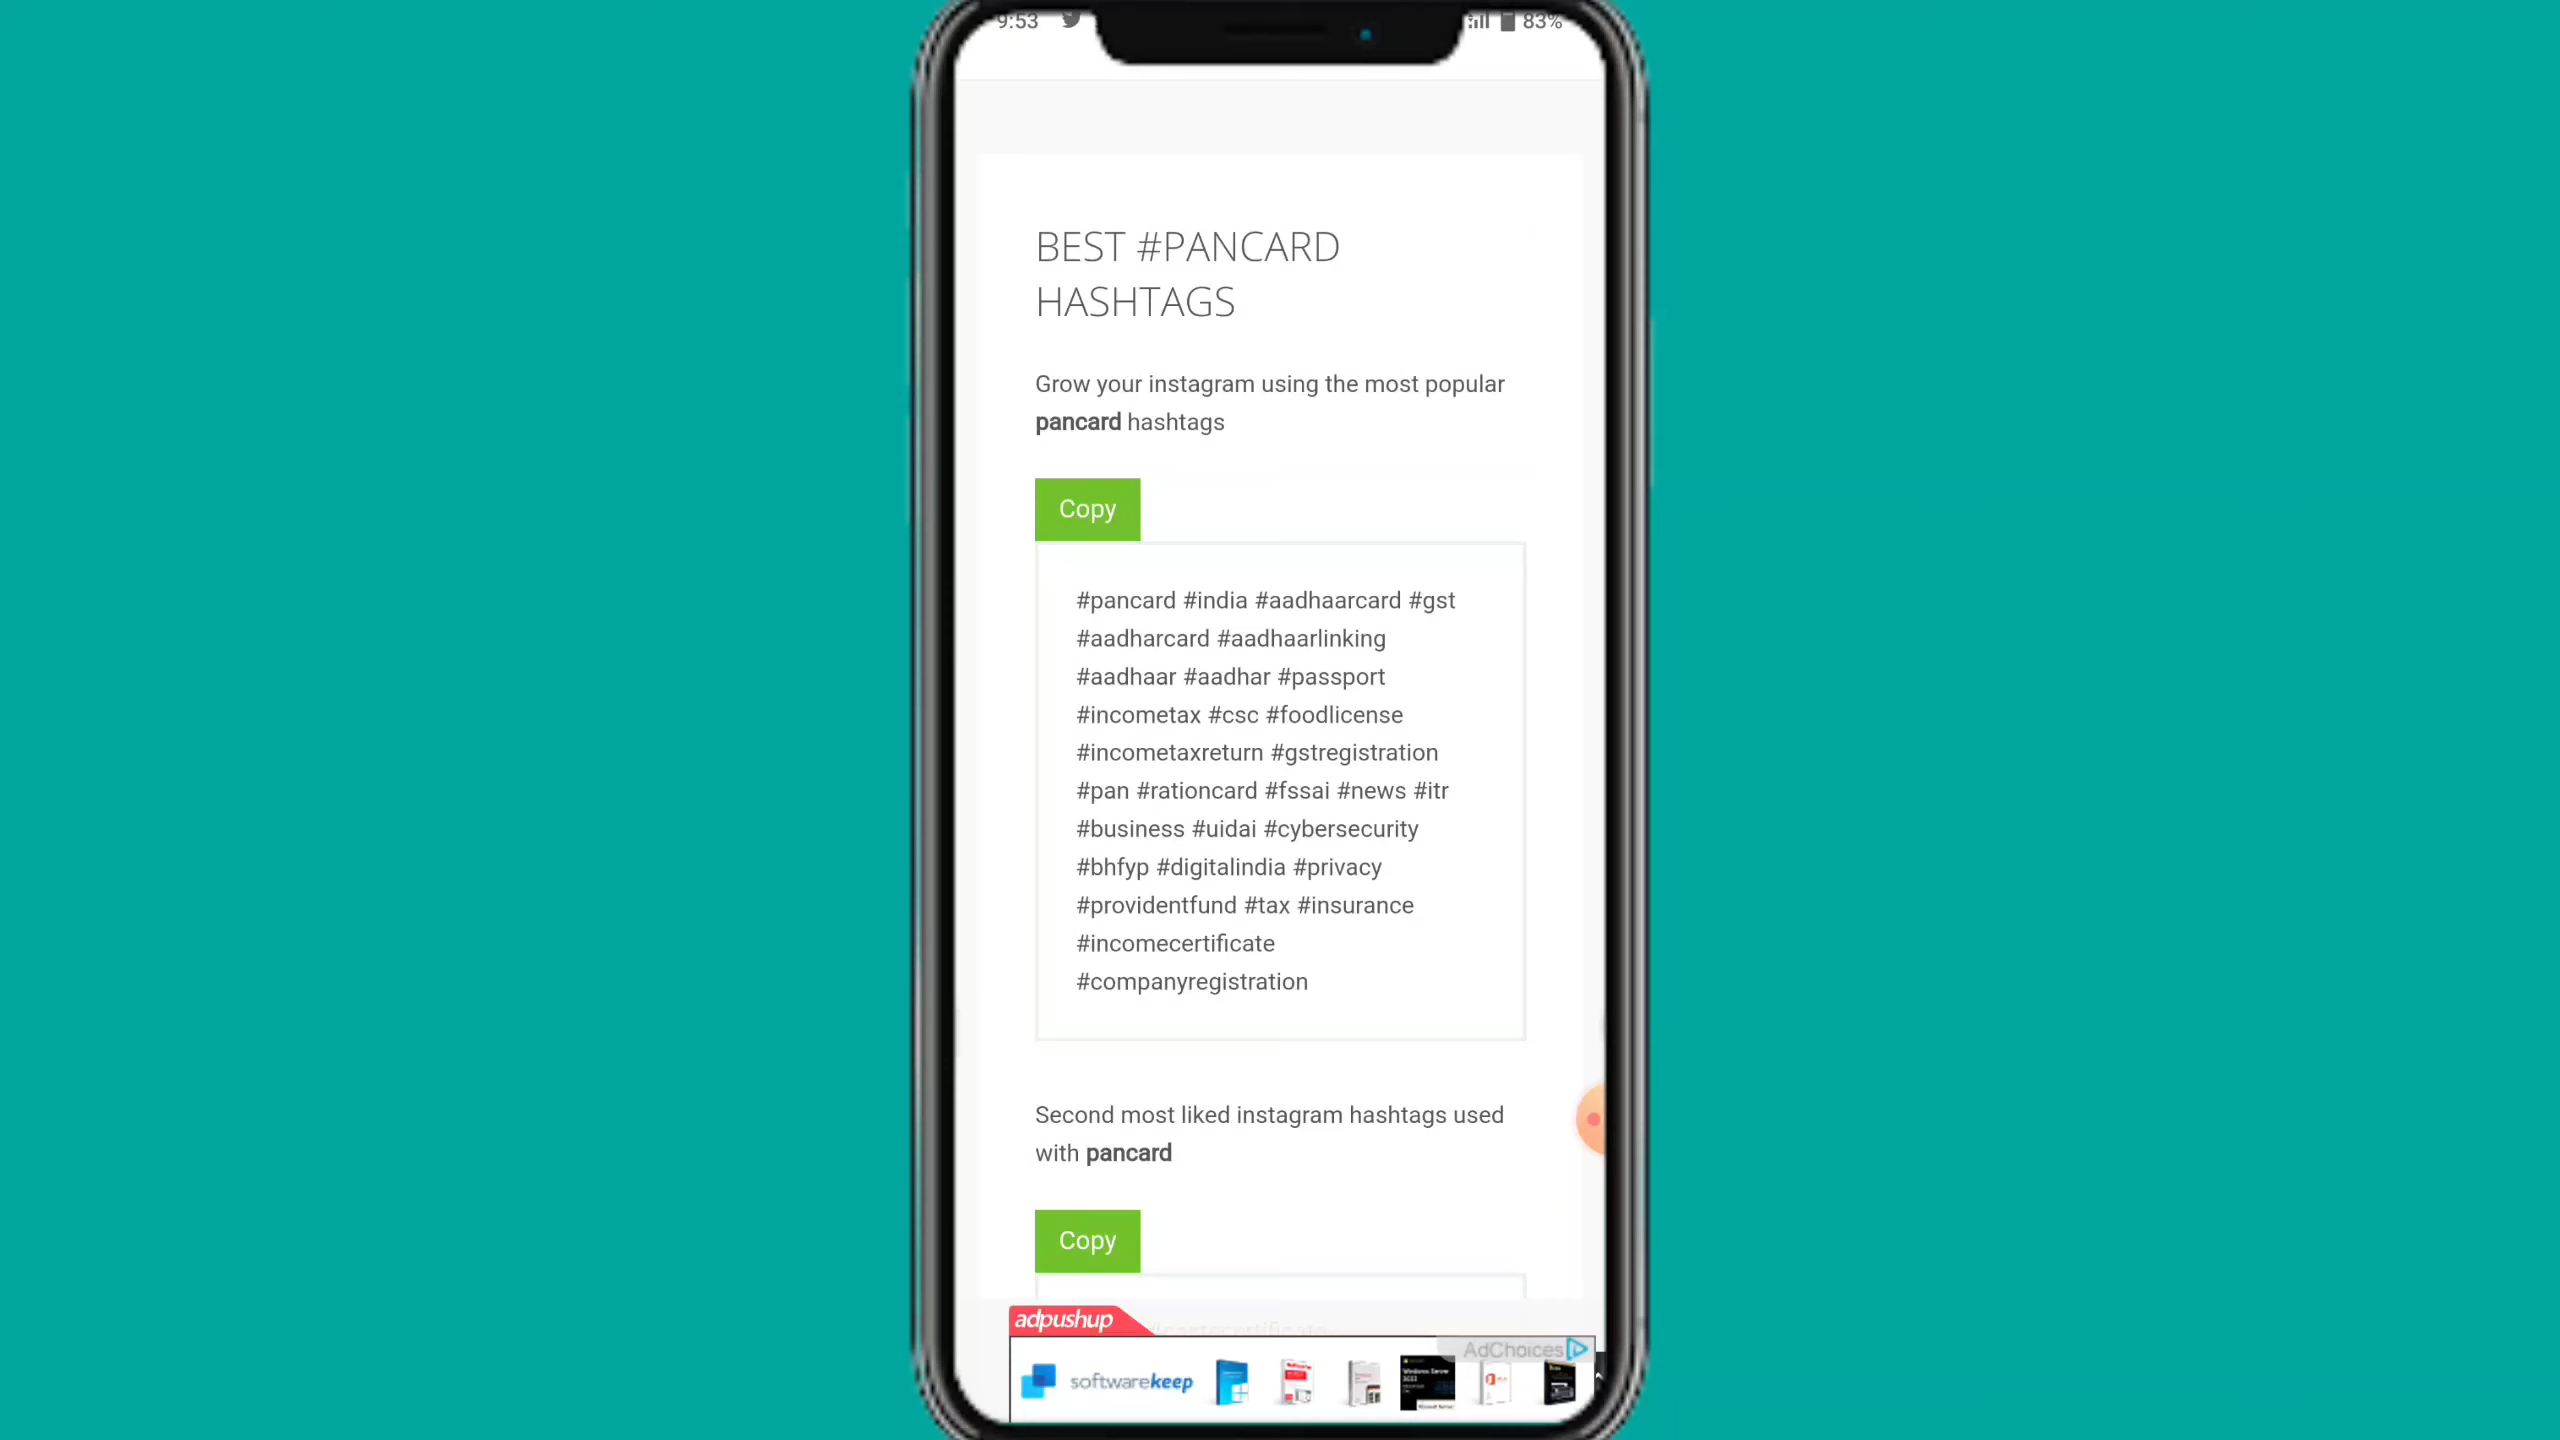 9:53 83%
BEST #PANCARD
HASHTAGS
Grow your instagram using the most popular
pancard hashtags
Copy
#pancard #india #aadhaarcard #gst
#aadharcard #aadhaarlinking
#aadhaar #aadhar #passport
#incometax #csc #foodlicense
#incometaxreturn #gstregistration
#pan #rationcard #fssai #news #itr
#business #uidai #cybersecurity
#bhfyp #digitalindia #privacy
#providentfund #tax #insurance
#incomecertificate
#companyregistration
Second most liked instagram hashtags used
with pancard
Copy
adpushup
AdChoices
softwarekeep